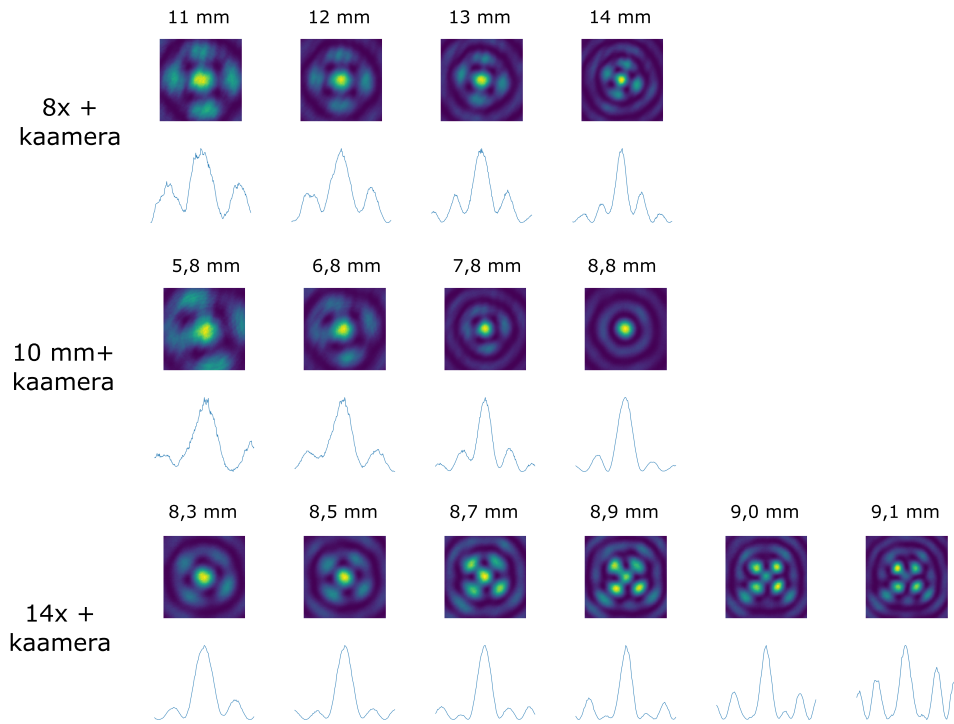 11 mm 12 mm 13 mm 14 mm
8x +
kaamera
5,8 mm 6,8 mm 7,8 mm 8,8 mm
10 mm+
kaamera
8,3 mm 8,5 mm 8,7 mm 8,9 mm 9,0 mm 9,1 mm
14x +
kaamera